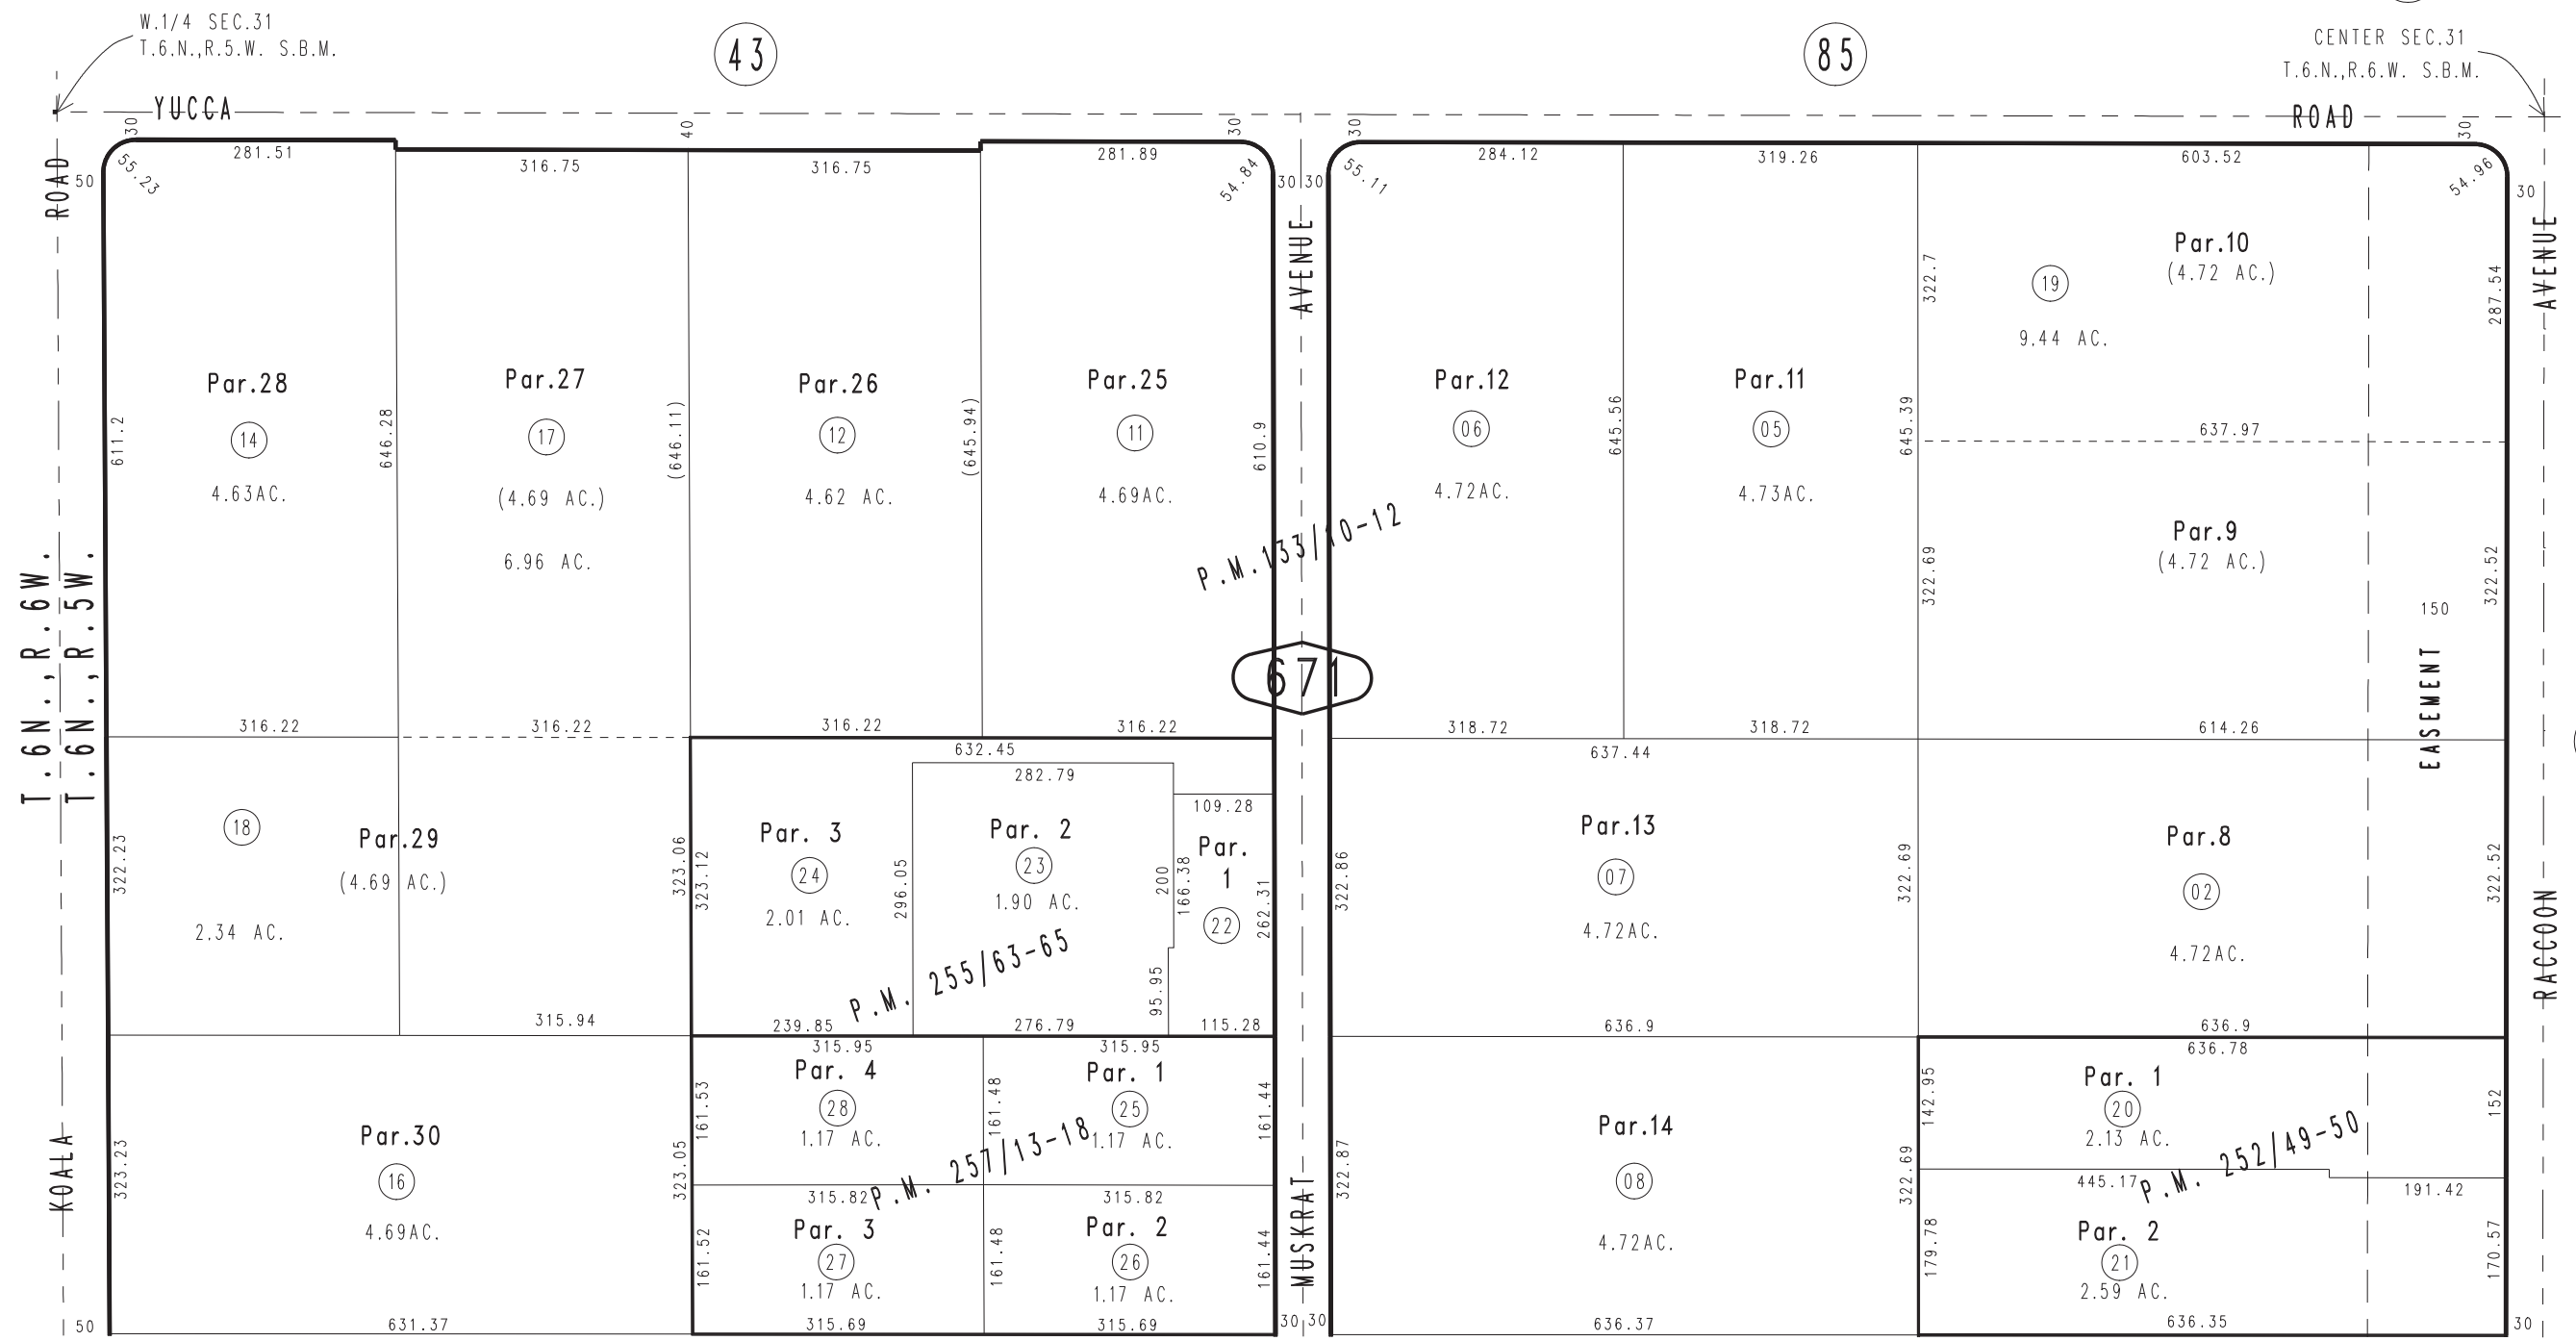 W.1/4 SEC.31
T.6.N.,R.5.W. S.B.M.
43
85
CENTER SEC.31
T.6.N.,R.6.W. S.B.M.
YUCCA
ROAD
30
40
30
30
30
ROAD
50
55.23
281.51
316.75
316.75
281.89
54.84
30 30
55.11
284.12
319.26
603.52
54.96
30
AVENUE
AVENUE
Par.28
14
4.63AC.
611.2
646.28
Par.27
17
(4.69 AC.)
6.96 AC.
(646.11)
Par.26
12
4.62 AC.
(645.94)
Par.25
11
4.69AC.
610.9
P.M.133/10-12
Par.12
06
4.72AC.
645.56
Par.11
05
4.73AC.
645.39
322.7
Par.10
(4.72 AC.)
19
9.44 AC.
287.54
637.97
322.69
Par.9
(4.72 AC.)
322.52
150
EASEMENT
T.6N.,R.6W.
T.6N.,R.5W.
671
316.22
316.22
316.22
316.22
318.72
318.72
614.26
632.45
637.44
18
Par.29
(4.69 AC.)
2.34 AC.
322.23
323.06
315.94
323.12
Par. 3
24
2.01 AC.
296.05
282.79
Par. 2
23
1.90 AC.
200
166.38
95.95
109.28
Par.
1
22
262.31
P.M. 255/63-65
239.85
276.79
115.28
322.86
Par.13
07
4.72AC.
322.69
Par.8
02
4.72AC.
322.52
636.9
636.9
RACCOON
Par.30
16
4.69AC.
323.23
323.05
631.37
KOALA
50
315.95
315.95
161.53
Par. 4
28
1.17 AC.
161.48
Par. 1
25
1.17 AC.
161.44
P.M. 257/13-18
315.82
315.82
161.52
Par. 3
27
1.17 AC.
161.48
Par. 2
26
1.17 AC.
161.44
315.69
315.69
MUSKRAT
30 30
322.87
Par.14
08
4.72AC.
322.69
636.37
636.78
142.95
Par. 1
20
2.13 AC.
152
P.M. 252/49-50
445.17
191.42
179.78
Par. 2
21
2.59 AC.
170.57
636.35
30